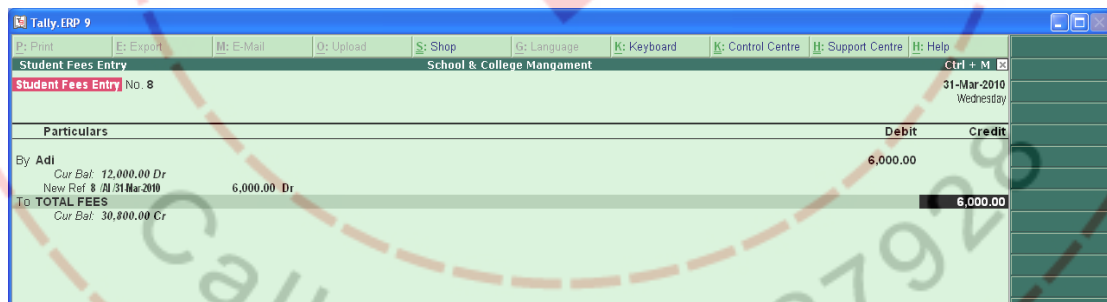 Tally.ERP 9
P: Print E: Export M: E-Mail O: Upload S: Shop G: Language K: Keyboard K: Control Centre H: Support Centre H: Help
Student Fees Entry School & College Mangament Ctrl + M
Student Fees Entry No. 8 31-Mar-2010
Wednesday
Particulars Debit Credit
By Adi 6,000.00
Cur Bal: 12,000.00 Dr
New Ref 8 /AI /31-Mar-2010 6,000.00 Dr
To TOTAL FEES 6,000.00
Cur Bal: 30,800.00 Cr
Call
7928